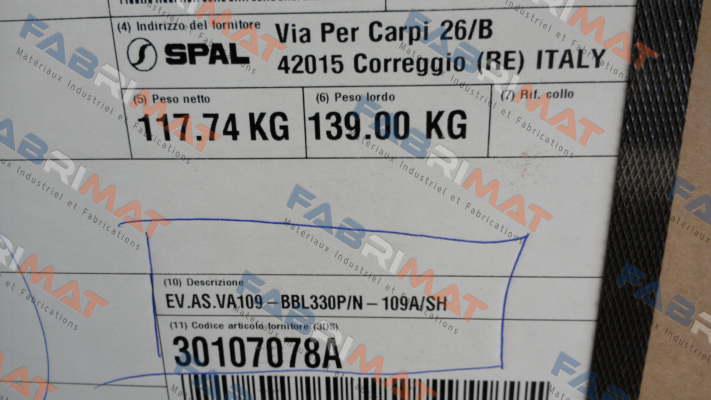 (4) Indirizzo del fornitore
SPAL
Via Per Carpi 26/B
42015 Correggio (RE) ITALY
(5) Peso netto
117.74 KG
(6) Peso lordo
139.00 KG
(7) Rif. collo
(10) Descrizione
EV.AS.VA109-BBL330P/N-109A/SH
(11) Codice articolo fornitore (30S)
30107078A
FABRIMAT
Materiaux Industriel et Fabrications